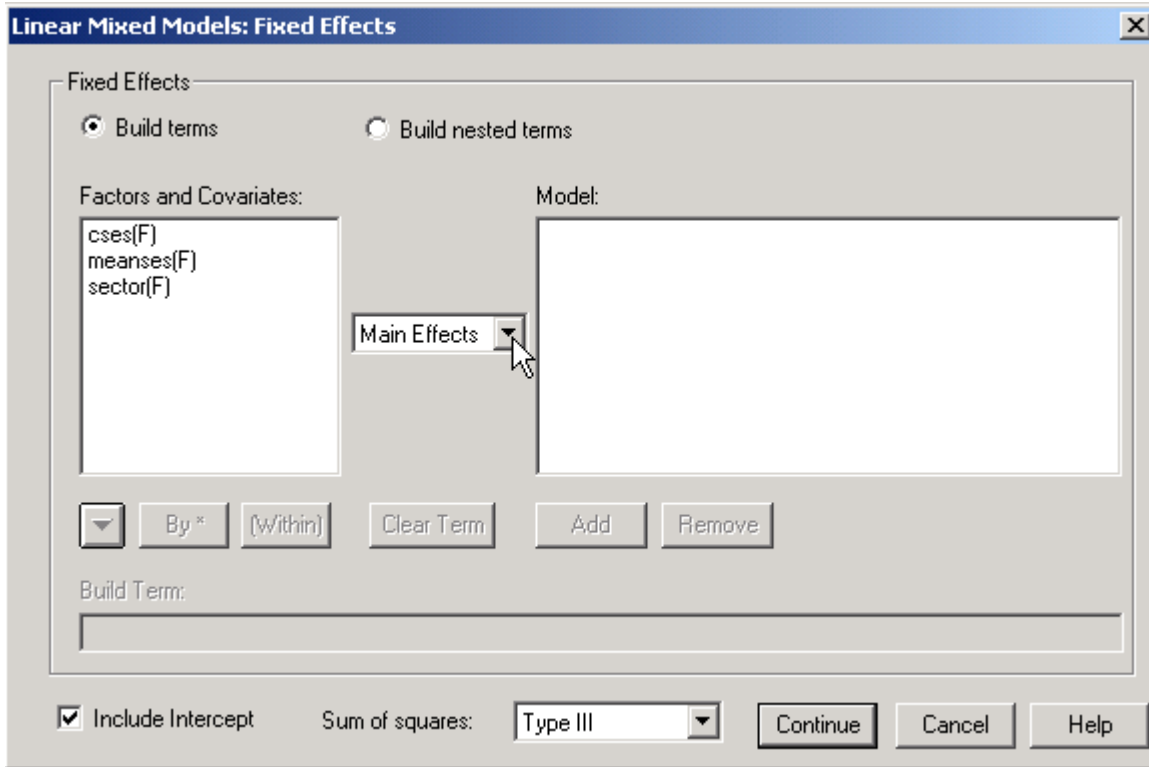 Linear Mixed Models: Fixed Effects
Fixed Effects
Build terms
Build nested terms
Factors and Covariates:
Model:
cses(F)
meanses(F)
sector(F)
Main Effects
By *
(Within)
Clear Term
Add
Remove
Build Term:
Include Intercept
Sum of squares:
Type III
Continue
Cancel
Help